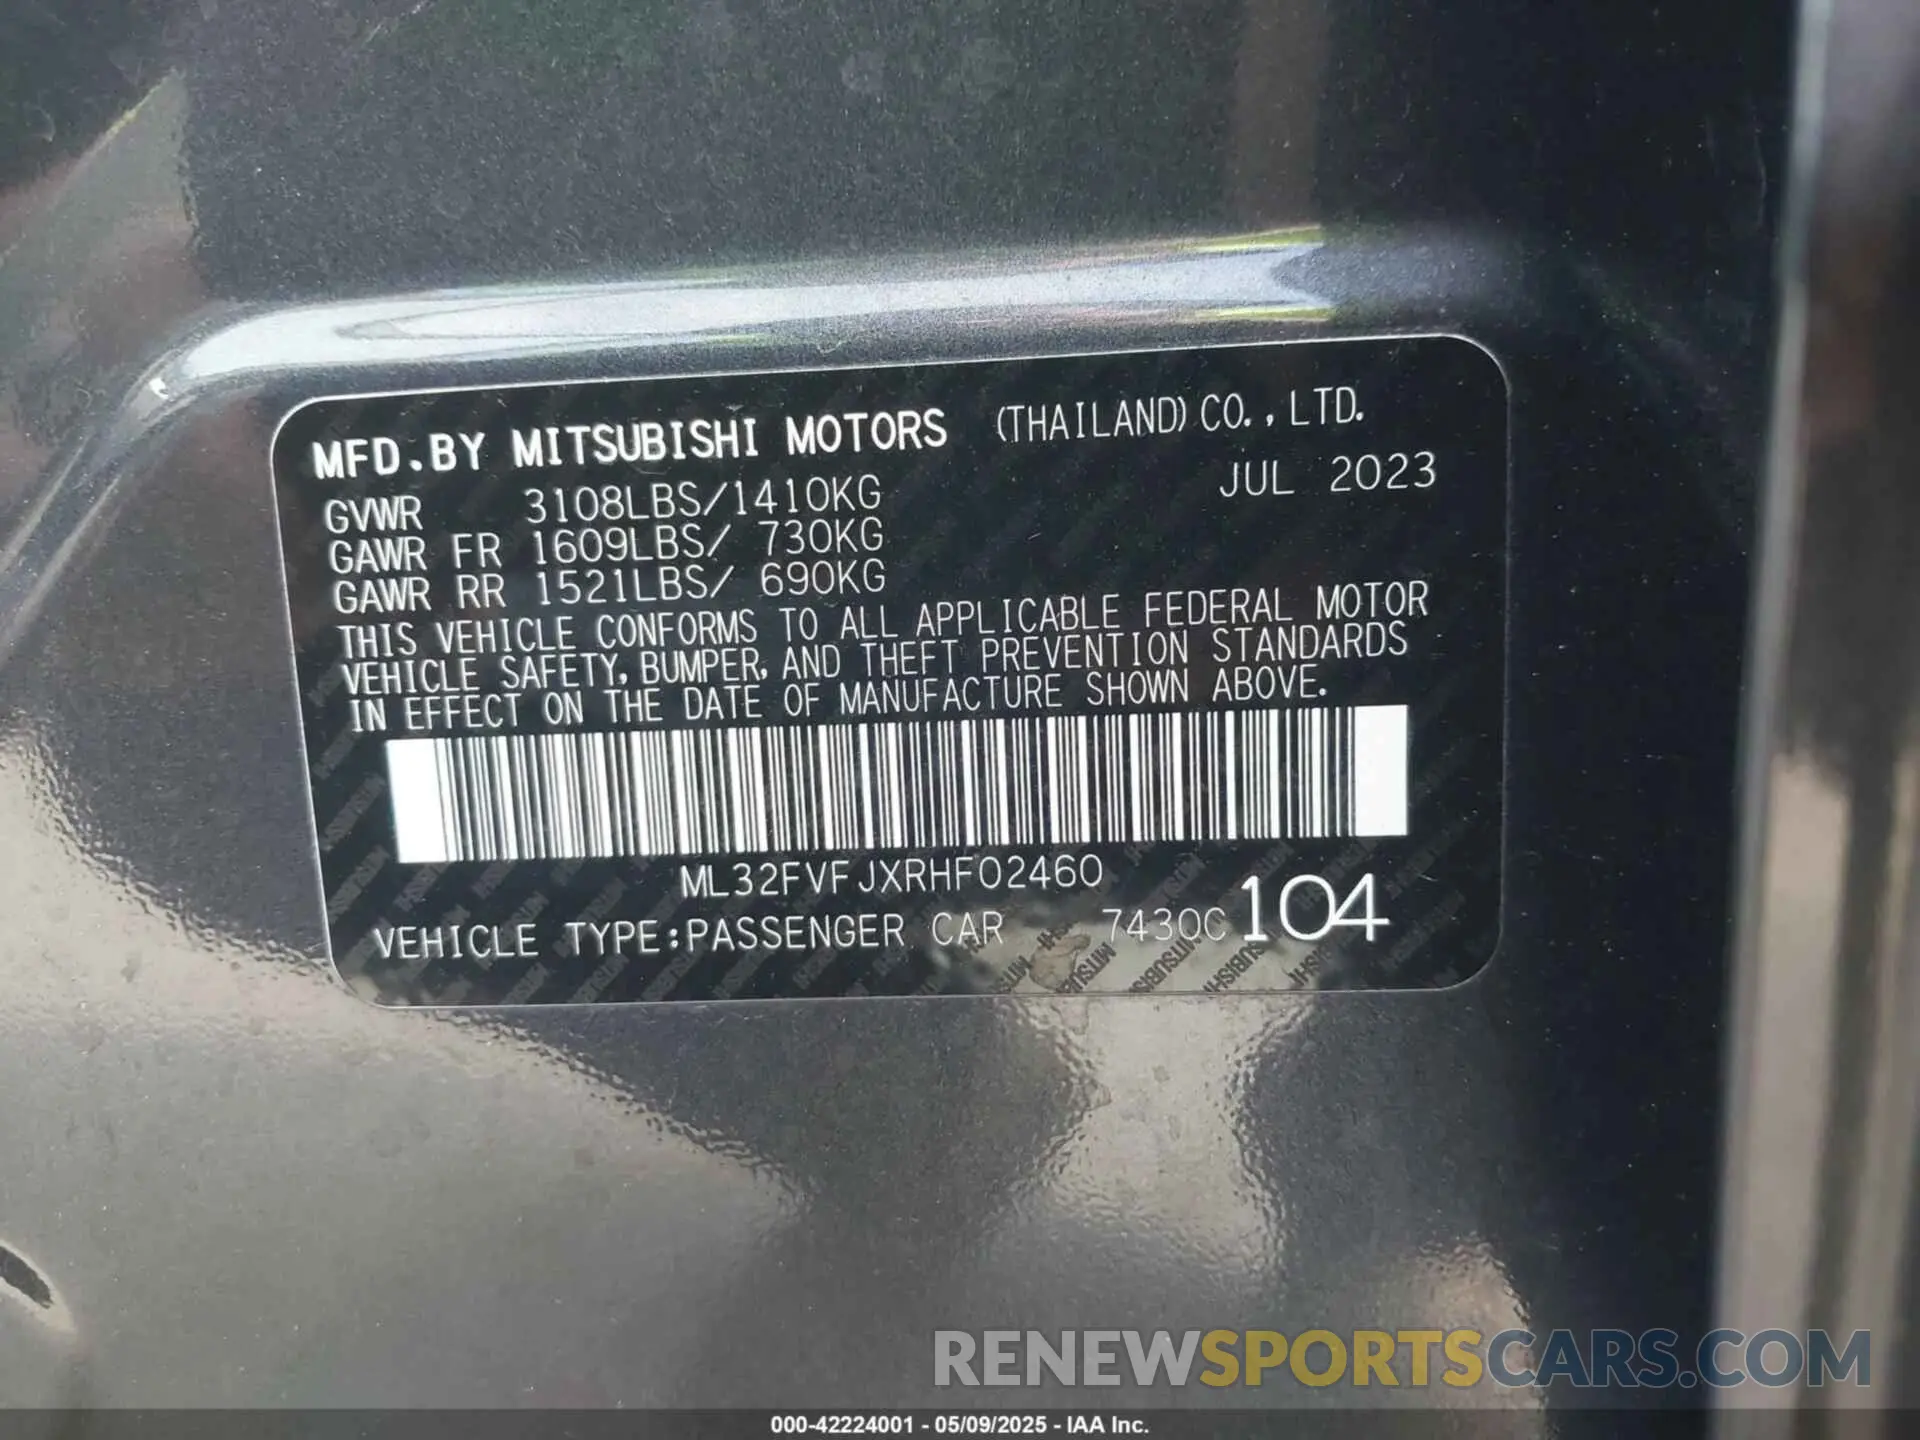 MFD.BY MITSUBISHI MOTORS (THAILAND) CO.,LTD.
GVWR 3108LBS/1410KG JUL 2023
GAWR FR 1609LBS/ 730KG
GAWR RR 1521LBS/ 690KG
THIS VEHICLE CONFORMS TO ALL APPLICABLE FEDERAL MOTOR
VEHICLE SAFETY, BUMPER, AND THEFT PREVENTION STANDARDS
IN EFFECT ON THE DATE OF MANUFACTURE SHOWN ABOVE.
ML32FVFJXRHF02460
VEHICLE TYPE:PASSENGER CAR 7430C 104
RENEWSPORTSCARS.COM
000-42224001 - 05/09/2025 - IAA Inc.